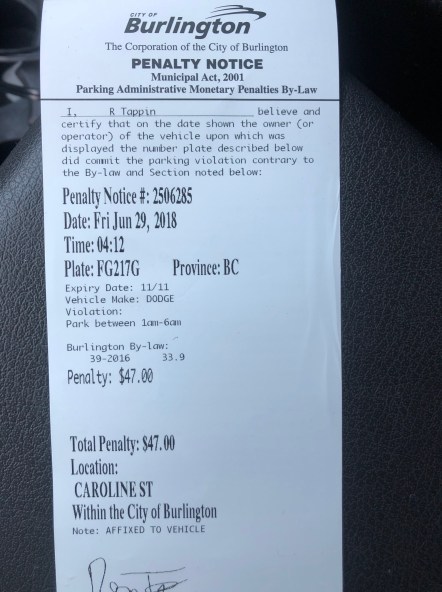 CITY OF
Burlington
The Corporation of the City of Burlington
PENALTY NOTICE
Municipal Act, 2001
Parking Administrative Monetary Penalties By-Law
I, R Tappin believe and
certify that on the date shown the owner (or
operator) of the vehicle upon which was
displayed the number plate described below
did commit the parking violation contrary to
the By-law and Section noted below:
Penalty Notice #: 2506285
Date: Fri Jun 29, 2018
Time: 04:12
Plate: FG217G Province: BC
Expiry Date: 11/11
Vehicle Make: DODGE
Violation:
Park between 1am-6am
Burlington By-law:
39-2016 33.9
Penalty: $47.00
Total Penalty: $47.00
Location:
CAROLINE ST
Within the City of Burlington
Note: AFFIXED TO VEHICLE